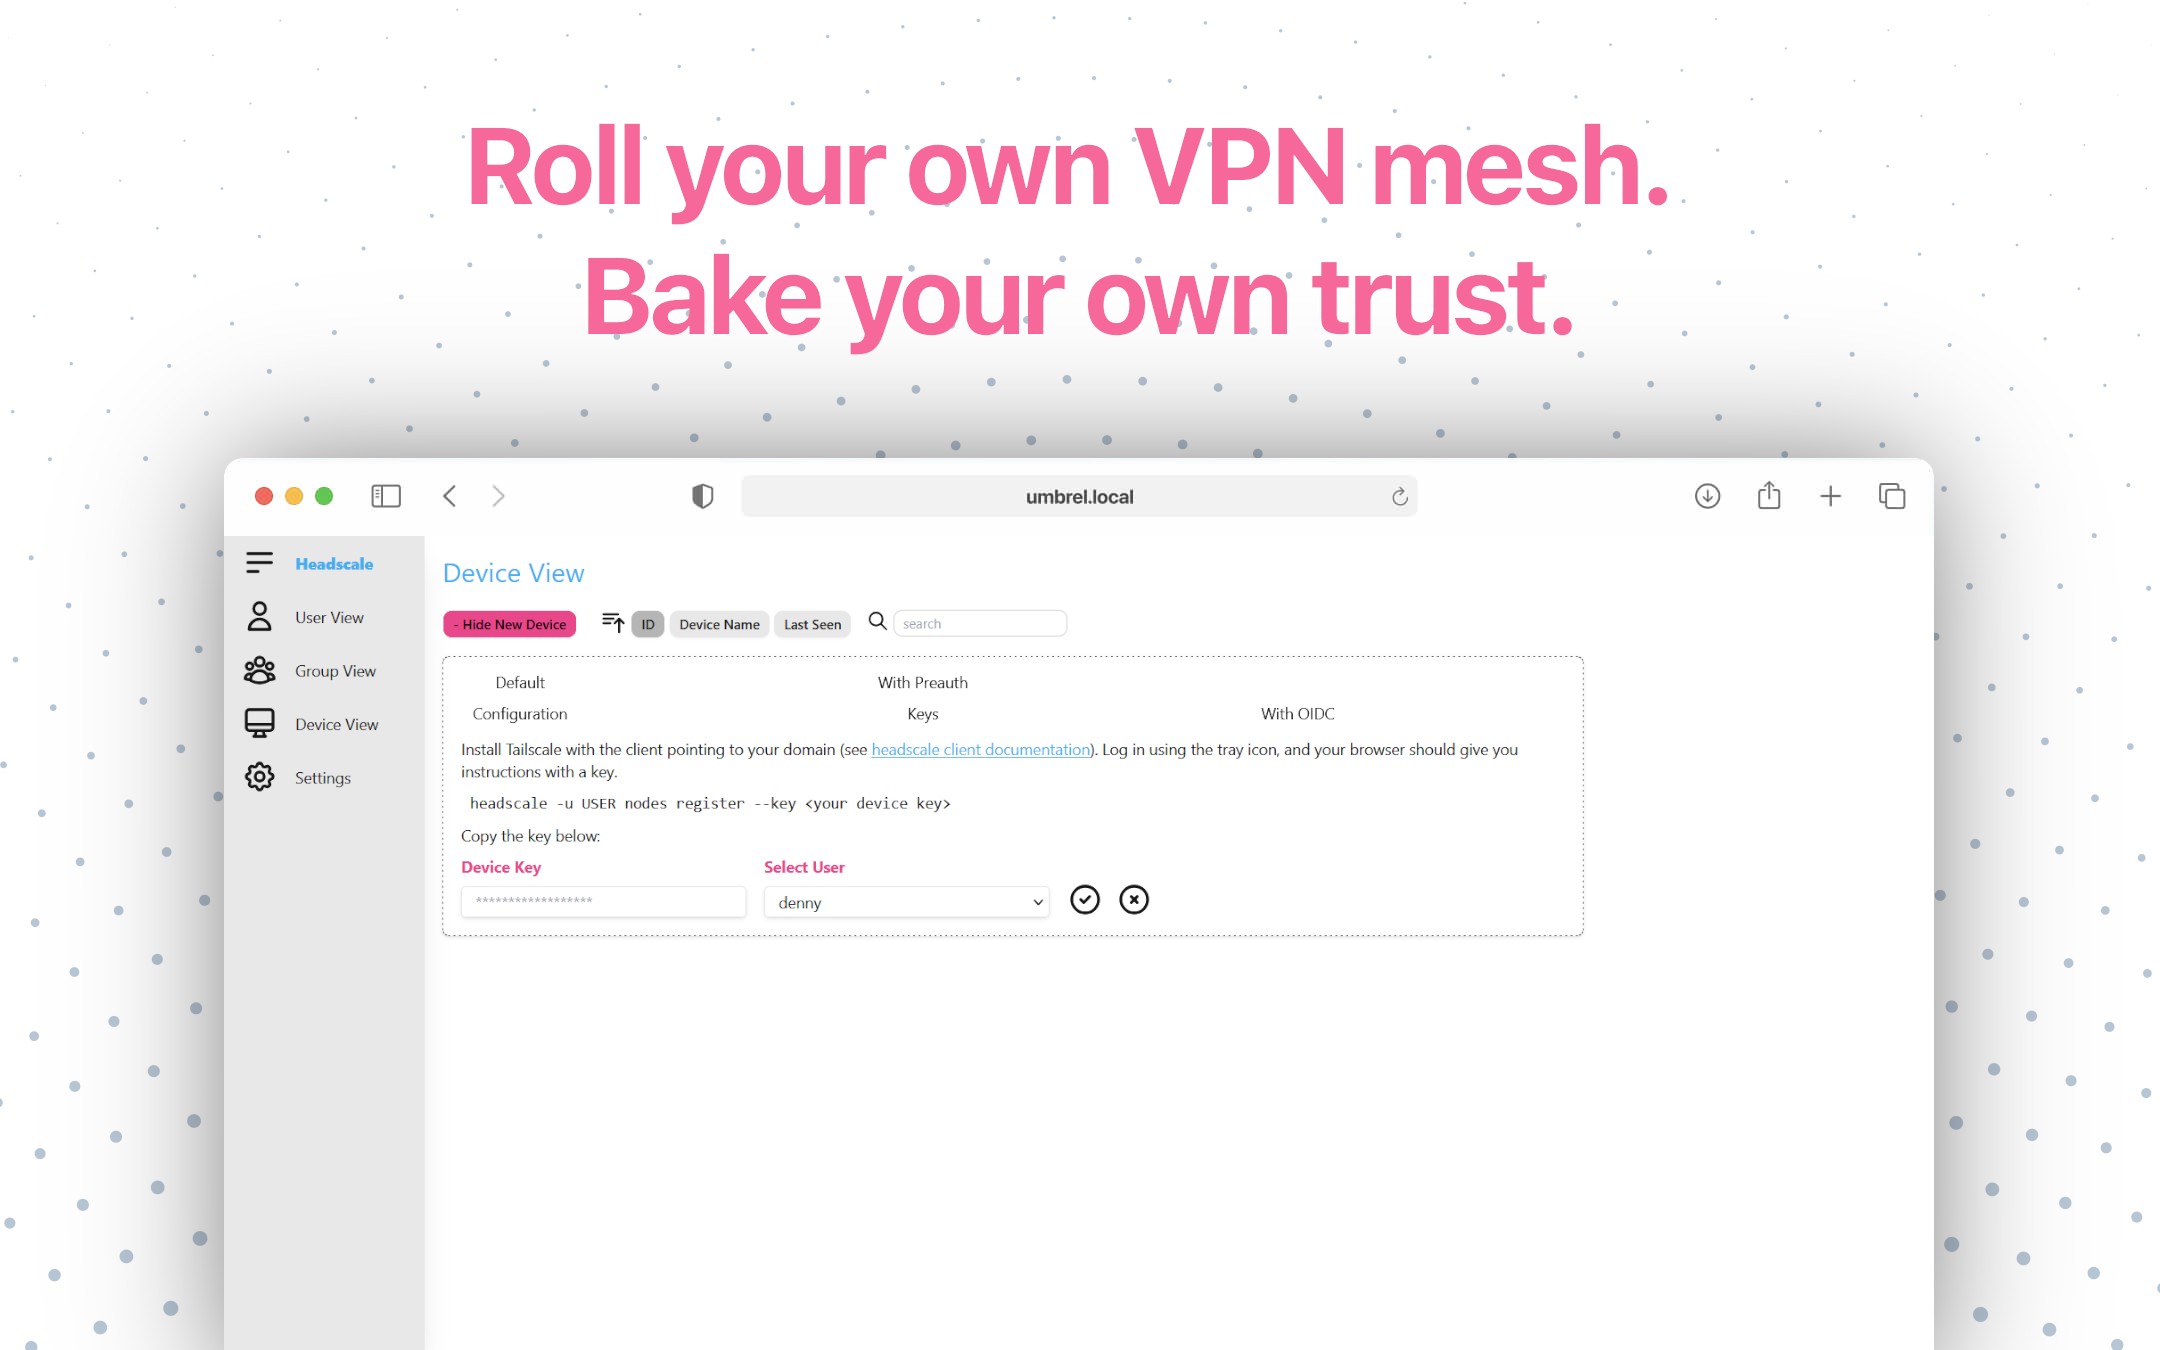 Roll your own VPN mesh.
Bake your own trust.
umbrel.local
Headscale
User View
Group View
Device View
Settings
Device View
- Hide New Device
ID
Device Name
Last Seen
search
Default
Configuration
With Preauth
Keys
With OIDC
Install Tailscale with the client pointing to your domain (see headscale client documentation). Log in using the tray icon, and your browser should give you
instructions with a key.
headscale -u USER nodes register --key <your device key>
Copy the key below:
Device Key
Select User
******************
denny